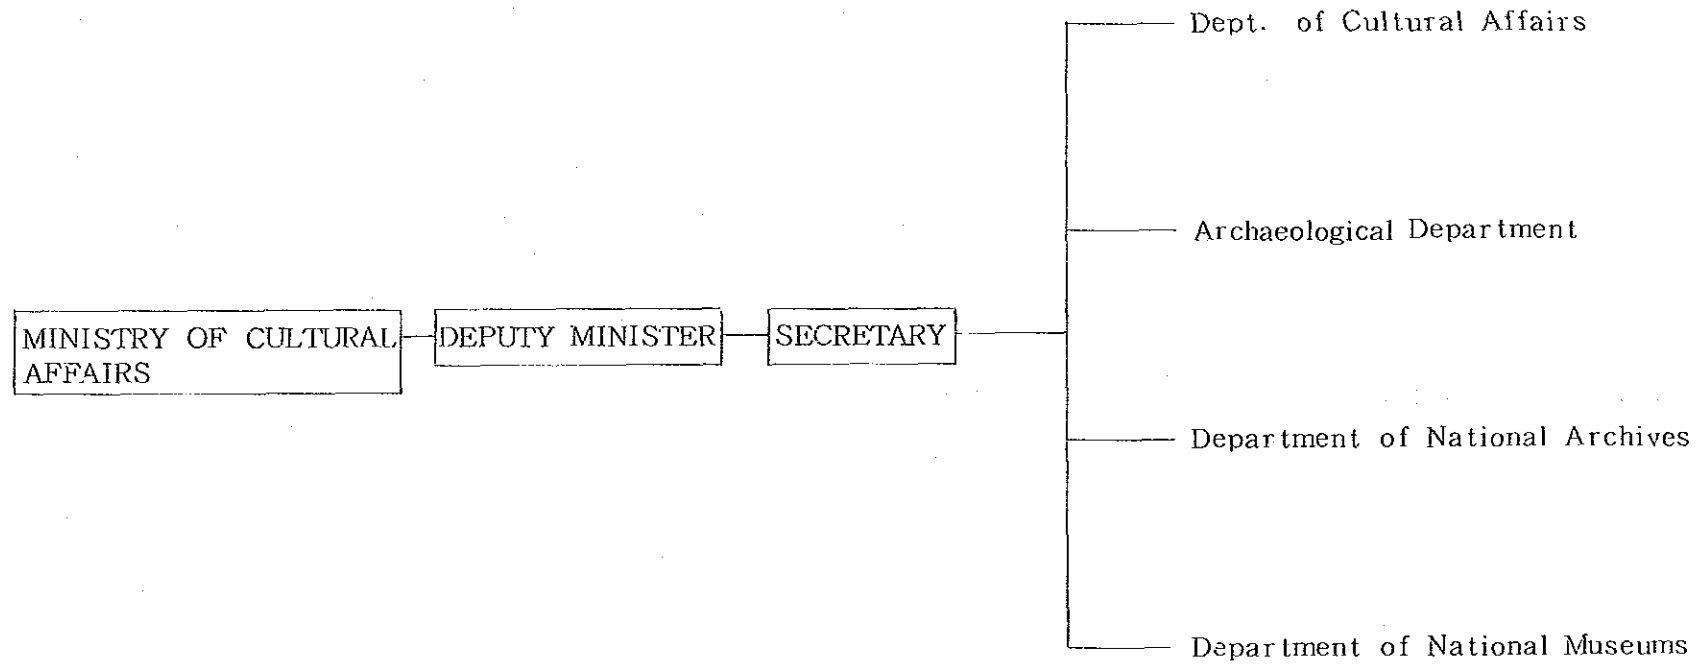 Dept. of Cultural Affairs
Archaeological Department
MINISTRY OF CULTURAL
AFFAIRS
DEPUTY MINISTER
SECRETARY
Department of National Archives
Department of National Museums